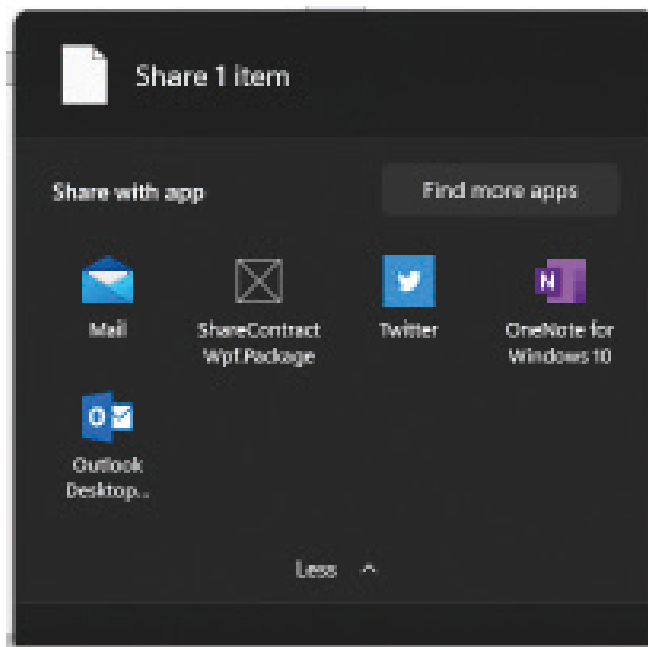 Share 1 item
Share with app
Find more apps
Mail
ShareContract
Wpf.Package
Twitter
N
OneNote for
Windows 10
O
Outlook
Desktop...
Less